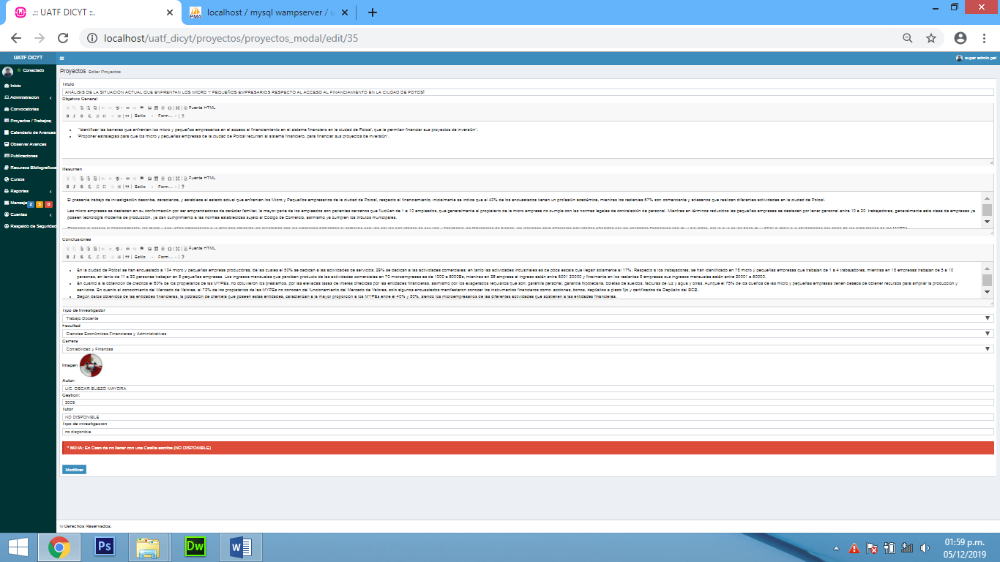 .:: UATF DICYT ::.
localhost / mysql wampserver / u
localhost/uatf_dicyt/proyectos/proyectos_modal/edit/35
UATF DICYT
super admin pat
Conectado
Inicio
Administracion
Convocatorias
Proyectos / Trabajos
Calendario de Avances
Observar Avances
Publicaciones
Recursos Bibliograficos
Cursos
Reportes
Mensaje
Cuentas
Respaldo de Seguridad
Proyectos Editar Proyectos
Titulo
ANÁLISIS DE LA SITUACIÓN ACTUAL QUE ENFRENTAN LOS MICRO Y PEQUEÑOS EMPRESARIOS RESPECTO AL ACCESO AL FINANCIAMIENTO EN LA CIUDAD DE POTOSÍ
Objetivo General
Fuente HTML
Estilo Form...
"Identificar las barreras que enfrentan los micro y pequeños empresarios en el acceso al financiamiento en el sistema financiero en la ciudad de Potosí, que le permitan financiar sus proyectos de inversión".
"Proponer estrategias para que los micro y pequeñas empresas de la ciudad de Potosí recurran al sistema financiero, para financiar sus proyectos de inversión".
Resumen
Fuente HTML
Estilo Form...
El presente trabajo de investigación describe, caracteriza, y establece el estado actual que enfrentan los Micro y Pequeños empresarios de la ciudad de Potosí, respecto al financiamiento, inicialmente se indica que el 43% de los encuestados tienen un profesión académica, mientras los restantes 57% son comerciante y artesanos que realizan diferentes actividades en la ciudad de Potosí.
Las micro empresas se destacan en su conformación por ser emprendedores de carácter familiar, la mayor parte de los empleados son parientes cercanos que fluctúan de 1 a 10 empleados, que generalmente el propietario de la micro empresa no cumple con las normas legales de contratación de personal. Mientras en términos reducidos las pequeñas empresas se destacan por tener personal entre 10 a 20 trabajadores, generalmente esta clase de empresas ya
poseen tecnología moderna de producción, ya dan cumplimiento a las normas establecidas sujeto al Código de Comercio, asimismo ya cumplen los tributos municipales.
Conclusiones
Fuente HTML
Estilo Form...
En la ciudad de Potosí se han encuestado a 104 micro y pequeña empresa productores, de las cuales el 50% se dedican a las actividades de servicios; 29% se dedican a las actividades comerciales; en tanto las actividades industriales es de poca escala que llegan solamente al 17%. Respecto a los trabajadores, se han identificado en 78 micro y pequeñas empresas que trabajan de 1 a 4 trabajadores, mientras en 18 empresas trabajan de 5 a 10
personas, en tanto de 11 a 20 personas trabajan en 8 pequeñas empresas. Los ingresos mensuales que perciben producto de las actividades comerciales en 70 microempresas es de 1000 a 5000Bs, mientras en 26 empresa el ingreso están entre 5001 20000 y finalmente en los restantes 8 empresas sus ingresos mensuales están entre 20001 a 50000.
En cuanto a la obtención de créditos el 60% de los propietarios de las MYPEs, no obtuvieron los préstamos, por las elevadas tasas de interés ofrecidas por las entidades financieras, asimismo por los exagerados requisitos que son: garantía personal, garantía hipotecaria, boletas de sueldos, facturas de luz y agua y otras. Aunque el 75% de los dueños de las micro y pequeñas empresas tienen deseos de obtener recursos para ampliar la producción y
servicios. En cuanto al conocimiento del Mercado de Valores, el 72% de los propietarios de las MYPEs no conocen del funcionamiento del Mercado de Valores, solo algunos encuestados manifestaron conocer los instrumentos financieros como: acciones, bonos, depósitos a plazo fijo y certificados de Depósito del BCB.
Según datos obtenidos de las entidades financieras, la población de clientela que poseen estas entidades, caracterizan a la mayor proporción a los MYPEs entre el 40% y 80%, siendo los microempresarios de las diferentes actividades que sostienen a las entidades financieras.
Tipo de Investigador
Trabajo Docente
Facultad
Ciencias Económicas Financieras y Administrativas
Carrera
Contabilidad y Finanzas
Imagen
Autor:
LIC. OSCAR BUEZO MAYORA
Gestion:
2009
Tutor
NO DISPONIBLE
Tipo de investigacion
no disponible
* NOTA: En Caso de no llenar con una Casilla escriba (NO DISPONIBLE)
Modificar
© Derechos Reservados.
01:59 p.m.
05/12/2019